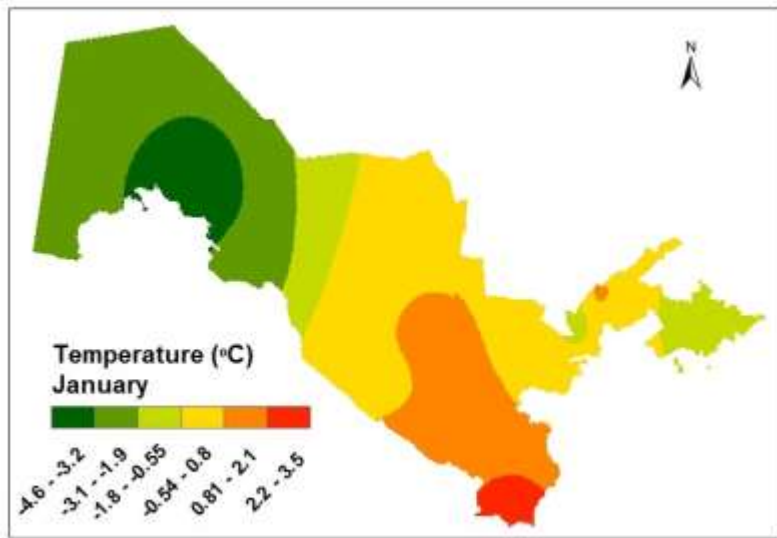 N
Temperature (ºC)
January
-4.6 - -3.2
-3.1 - -1.9
-1.8 - -0.55
-0.54 - 0.8
0.81 - 2.1
2.2 - 3.5